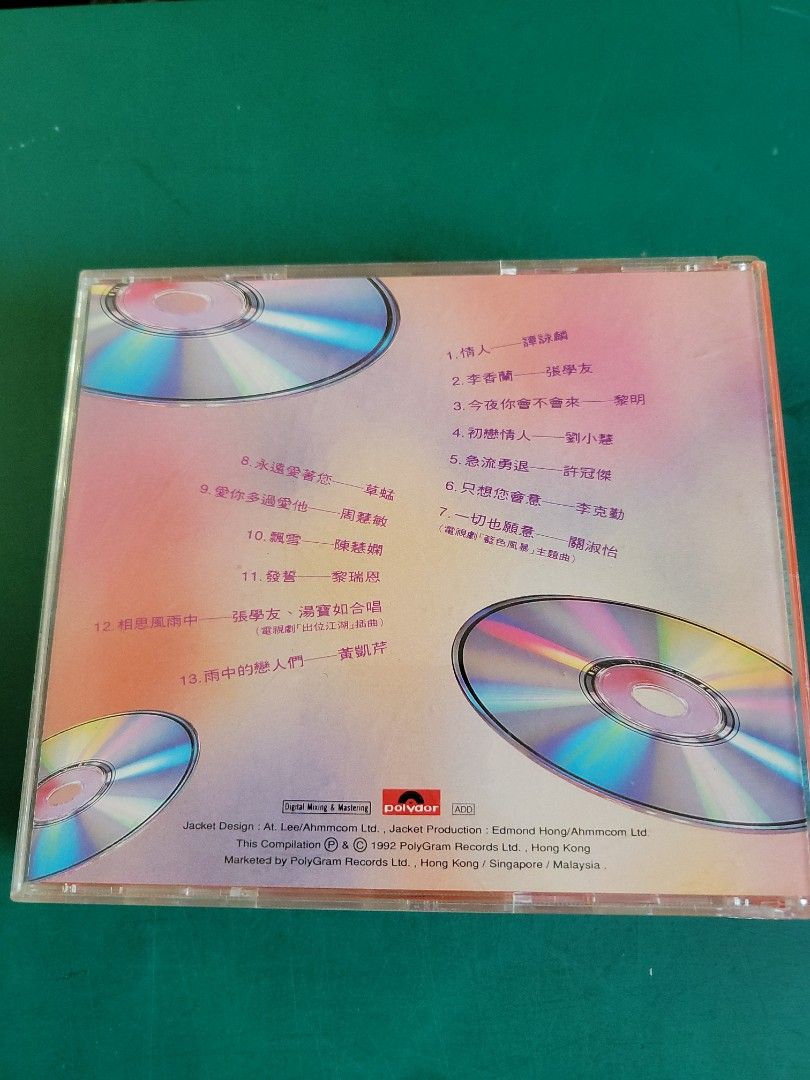 1.情人——譚詠麟
2.李香蘭——張學友
3.今夜你會不會來——黎明
4.初戀情人——劉小慧
5.急流勇退——許冠傑
6.只想您會意——李克勤
7.一切也願意——關淑怡
(電視劇「藍色風暴」主題曲)
8.永遠愛著您——草蜢
9.愛你多過愛他——周慧敏
10.飄雪——陳慧嫻
11.發誓——黎瑞恩
12.相思風雨中——張學友、湯寶如合唱
(電視劇「出位江湖」插曲)
13.雨中的戀人們——黃凱芹
Digital Mixing & Mastering
polydor
ADD
Jacket Design : At. Lee/Ahmmcom Ltd. , Jacket Production : Edmond Hong/Ahmmcom Ltd.
This Compilation Ⓟ & © 1992 PolyGram Records Ltd. , Hong Kong
Marketed by PolyGram Records Ltd. , Hong Kong / Singapore / Malaysia .